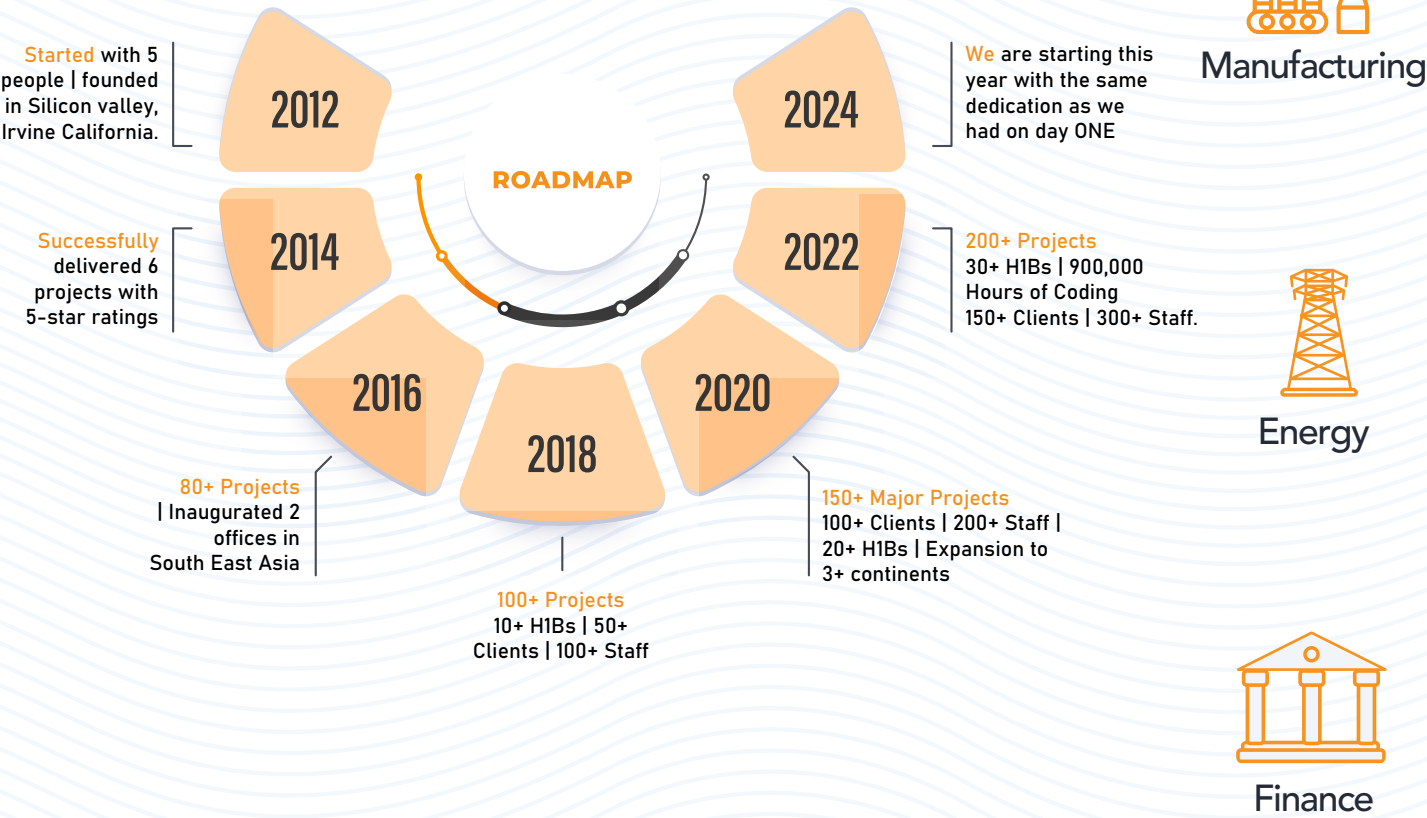 ROADMAP
2012
Started with 5
people | founded
in Silicon valley,
Irvine California.
2014
Successfully
delivered 6
projects with
5-star ratings
2016
80+ Projects
| Inaugurated 2
offices in
South East Asia
2018
100+ Projects
10+ H1Bs | 50+
Clients | 100+ Staff
2020
150+ Major Projects
100+ Clients | 200+ Staff |
20+ H1Bs | Expansion to
3+ continents
2022
200+ Projects
30+ H1Bs | 900,000
Hours of Coding
150+ Clients | 300+ Staff.
2024
We are starting this
year with the same
dedication as we
had on day ONE
Manufacturing
Energy
Finance